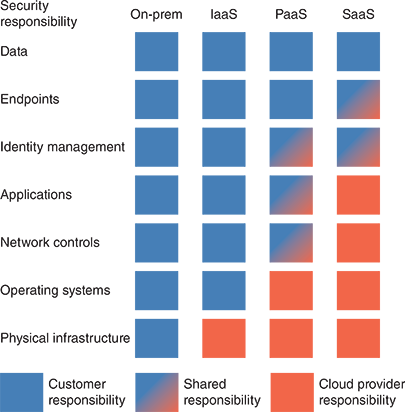 Security responsibility On-prem IaaS PaaS SaaS
Data
Endpoints
Identity management
Applications
Network controls
Operating systems
Physical infrastructure
Customer responsibility
Shared responsibility
Cloud provider responsibility